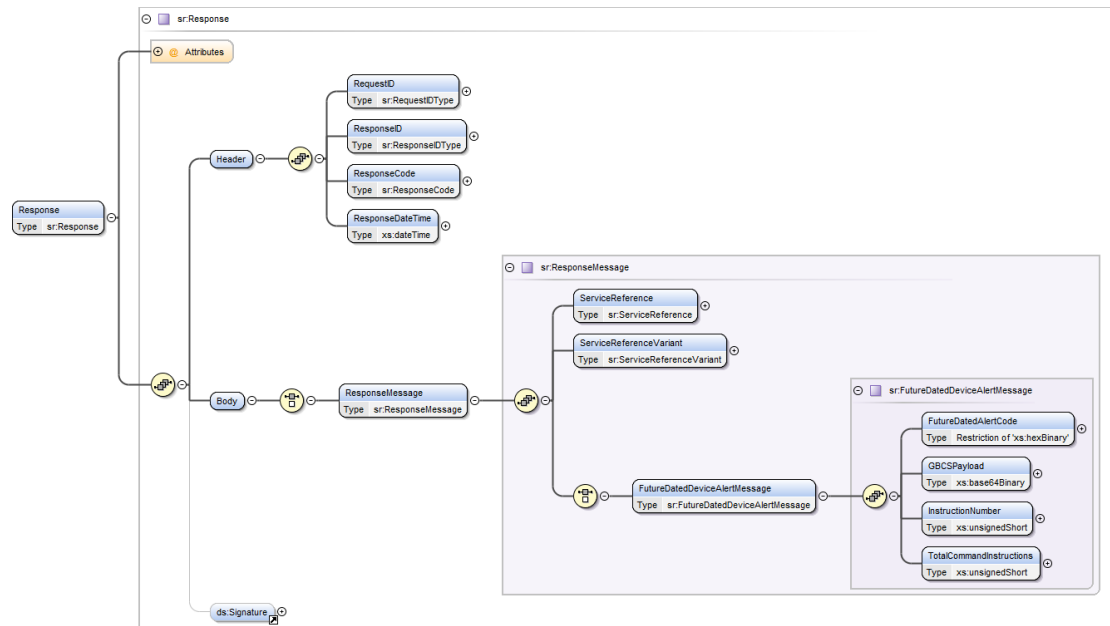 sr:Response
@ Attributes
RequestID
Type sr:RequestIDType
ResponseID
Type sr:ResponseIDType
Header
ResponseCode
Type sr:ResponseCode
Response
Type sr:Response
ResponseDateTime
Type xs:dateTime
sr:ResponseMessage
ServiceReference
Type sr:ServiceReference
ServiceReferenceVariant
Type sr:ServiceReferenceVariant
Body
ResponseMessage
Type sr:ResponseMessage
sr:FutureDatedDeviceAlertMessage
FutureDatedAlertCode
Type Restriction of 'xs:hexBinary'
GBCSPayload
Type xs:base64Binary
FutureDatedDeviceAlertMessage
Type sr:FutureDatedDeviceAlertMessage
InstructionNumber
Type xs:unsignedShort
TotalCommandInstructions
Type xs:unsignedShort
ds:Signature